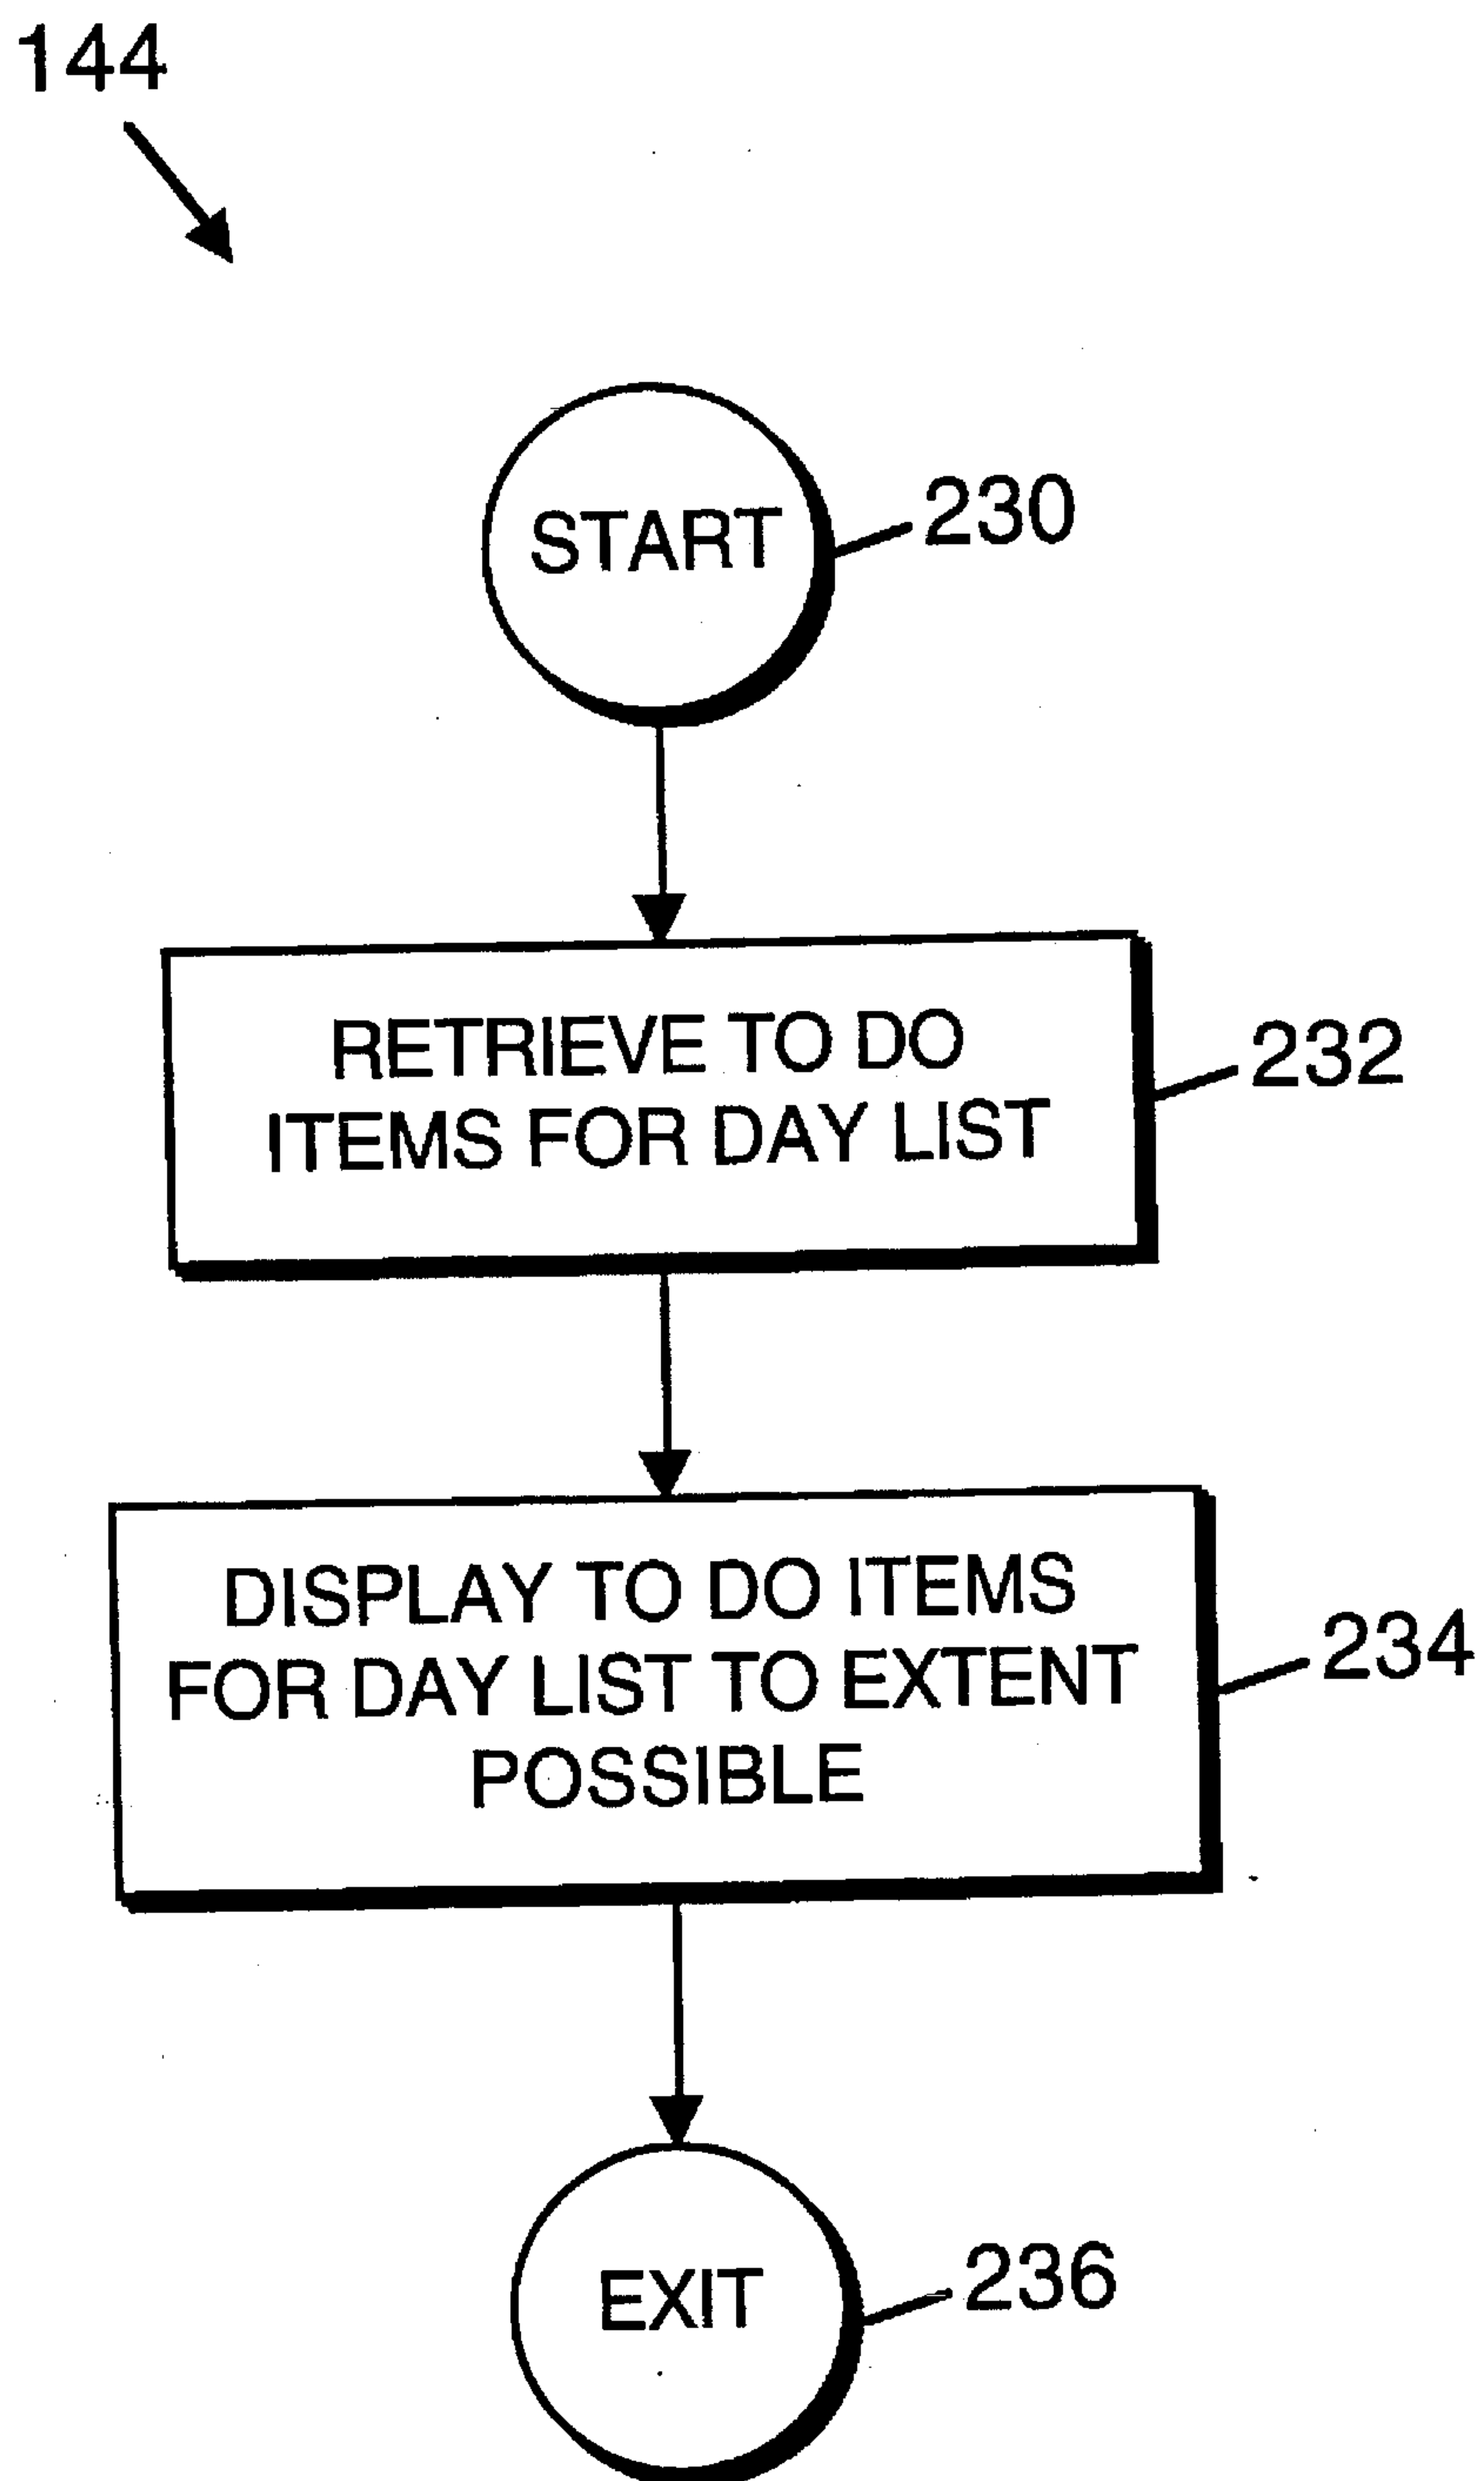 144
START
230
RETRIEVE TO DO
ITEMS FOR DAY LIST
232
DISPLAY TO DO ITEMS
FOR DAY LIST TO EXTENT
POSSIBLE
234
EXIT
236